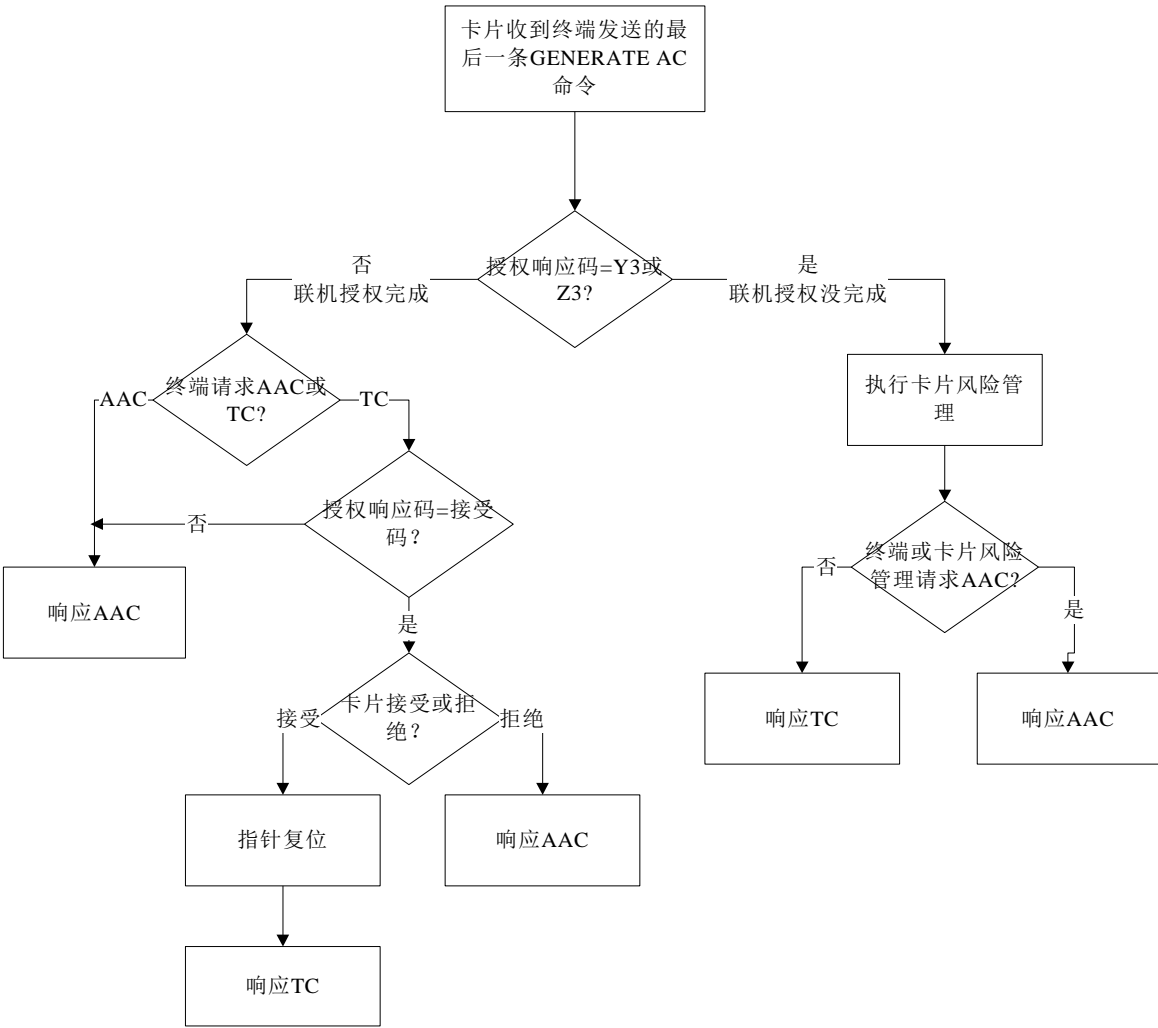 卡片收到终端发送的最
后一条GENERATE AC
命令
授权响应码=Y3或
Z3?
否
联机授权完成
是
联机授权没完成
终端请求AAC或
TC?
AAC
TC
执行卡片风险管
理
授权响应码=接受
码?
否
响应AAC
是
终端或卡片风险
管理请求AAC?
否
是
响应TC
响应AAC
卡片接受或拒
绝?
接受
拒绝
指针复位
响应AAC
响应TC